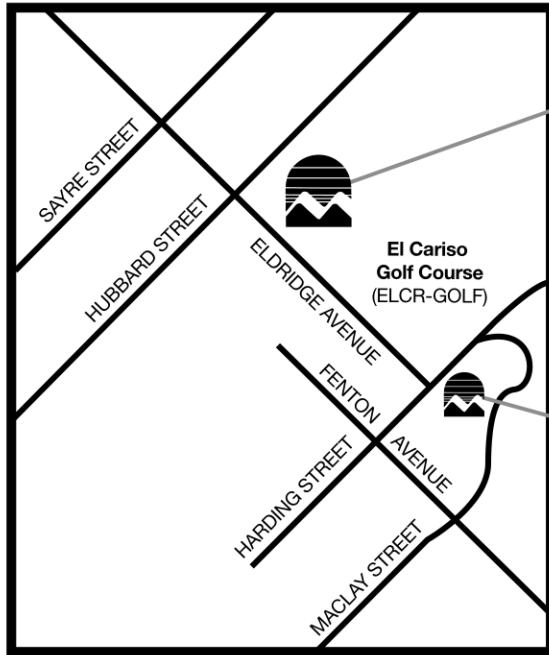 SAYRE STREET
HUBBARD STREET
ELDRIDGE AVENUE
El Cariso
Golf Course
(ELCR-GOLF)
FENTON AVENUE
HARDING STREET
MACLAY STREET